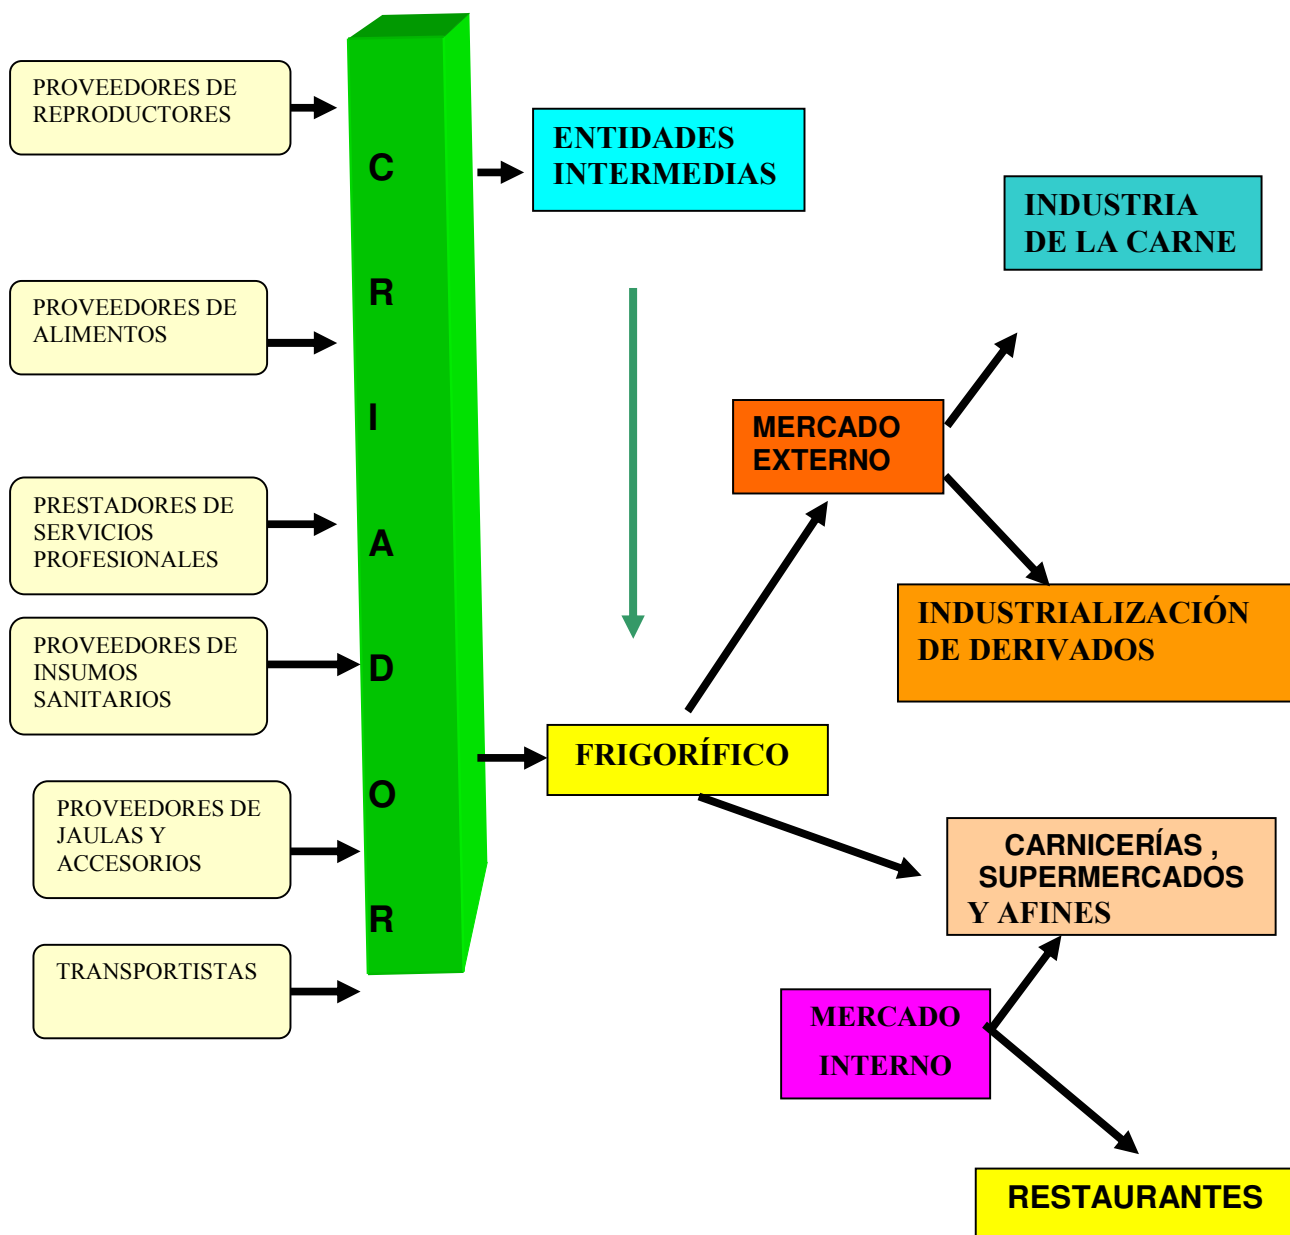 PROVEEDORES DE
REPRODUCTORES
PROVEEDORES DE
ALIMENTOS
PRESTADORES DE
SERVICIOS
PROFESIONALES
PROVEEDORES DE
INSUMOS
SANITARIOS
PROVEEDORES DE
JAULAS Y
ACCESORIOS
TRANSPORTISTAS
C
R
I
A
D
O
R
ENTIDADES
INTERMEDIAS
FRIGORÍFICO
INDUSTRIA
DE LA CARNE
MERCADO
EXTERNO
INDUSTRIALIZACIÓN
DE DERIVADOS
CARNICERÍAS ,
SUPERMERCADOS
Y AFINES
MERCADO
INTERNO
RESTAURANTES